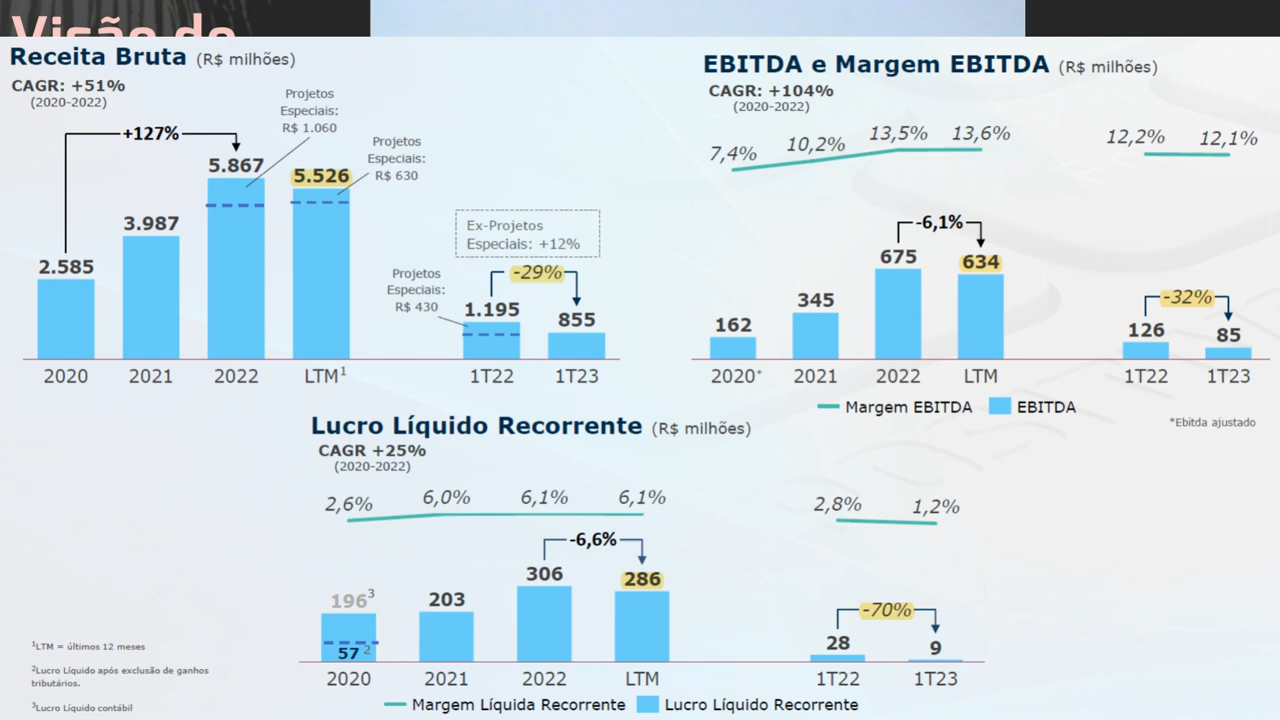 Visão do
Receita Bruta (R$ milhões)
CAGR: +51%
(2020-2022)
+127%
Projetos
Especiais:
R$ 1.060
Projetos
Especiais:
R$ 630
2.585
3.987
5.867
5.526
Ex-Projetos
Especiais: +12%
Projetos
Especiais:
R$ 430
-29%
1.195
855
2020
2021
2022
LTM¹
1T22
1T23
EBITDA e Margem EBITDA (R$ milhões)
CAGR: +104%
(2020-2022)
7,4%
10,2%
13,5%
13,6%
12,2%
12,1%
-6,1%
162
345
675
634
-32%
126
85
2020*
2021
2022
LTM
1T22
1T23
Margem EBITDA
EBITDA
*Ebitda ajustado
Lucro Líquido Recorrente (R$ milhões)
CAGR +25%
(2020-2022)
2,6%
6,0%
6,1%
6,1%
2,8%
1,2%
-6,6%
196³
57 ²
203
306
286
-70%
28
9
2020
2021
2022
LTM
1T22
1T23
Margem Líquida Recorrente
Lucro Líquido Recorrente
¹LTM = últimos 12 meses
²Lucro Líquido após exclusão de ganhos
tributários.
³Lucro Líquido contábil